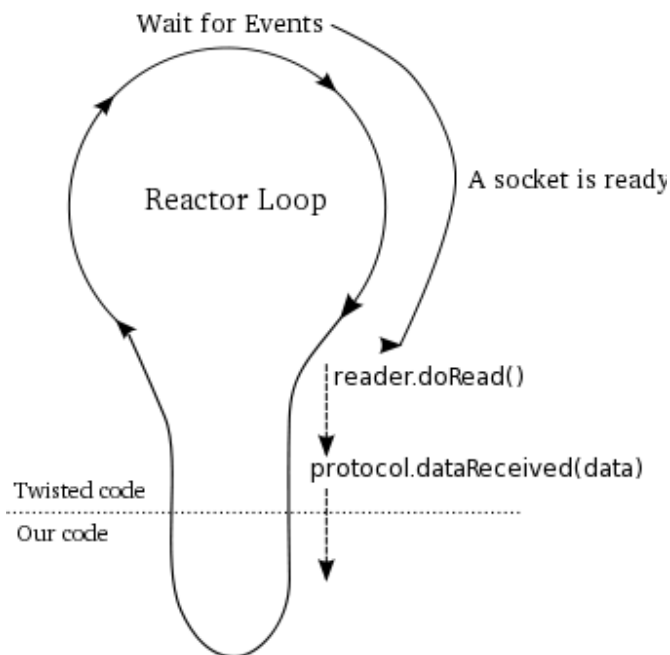 Wait for Events
A socket is ready
Reactor Loop
reader.doRead()
protocol.dataReceived(data)
Twisted code
Our code